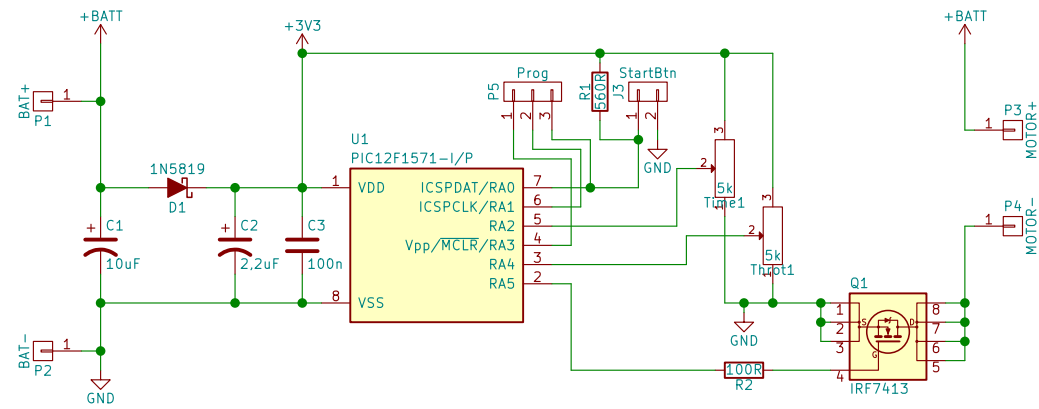 +BATT
+BATT
+3V3
Prog
StartBtn
BAT+
1
P1
P5
1
2
3
R1
560R
J3
1
2
P3
1
MOTOR+
U1
PIC12F1571-I/P
1N5819
D1
GND
3
2
5k
Time1
1
1
VDD
ICSPDAT/RA0
7
ICSPCLK/RA1
6
RA2
5
Vpp/MCLR/RA3
4
RA4
3
RA5
2
8
VSS
+
C1
10uF
+
C2
2,2uF
C3
100n
3
2
5k
Throt1
1
P4
1
MOTOR-
Q1
1
2
3
4
S
D
G
8
7
6
5
IRF7413
GND
100R
R2
BAT-
1
P2
GND